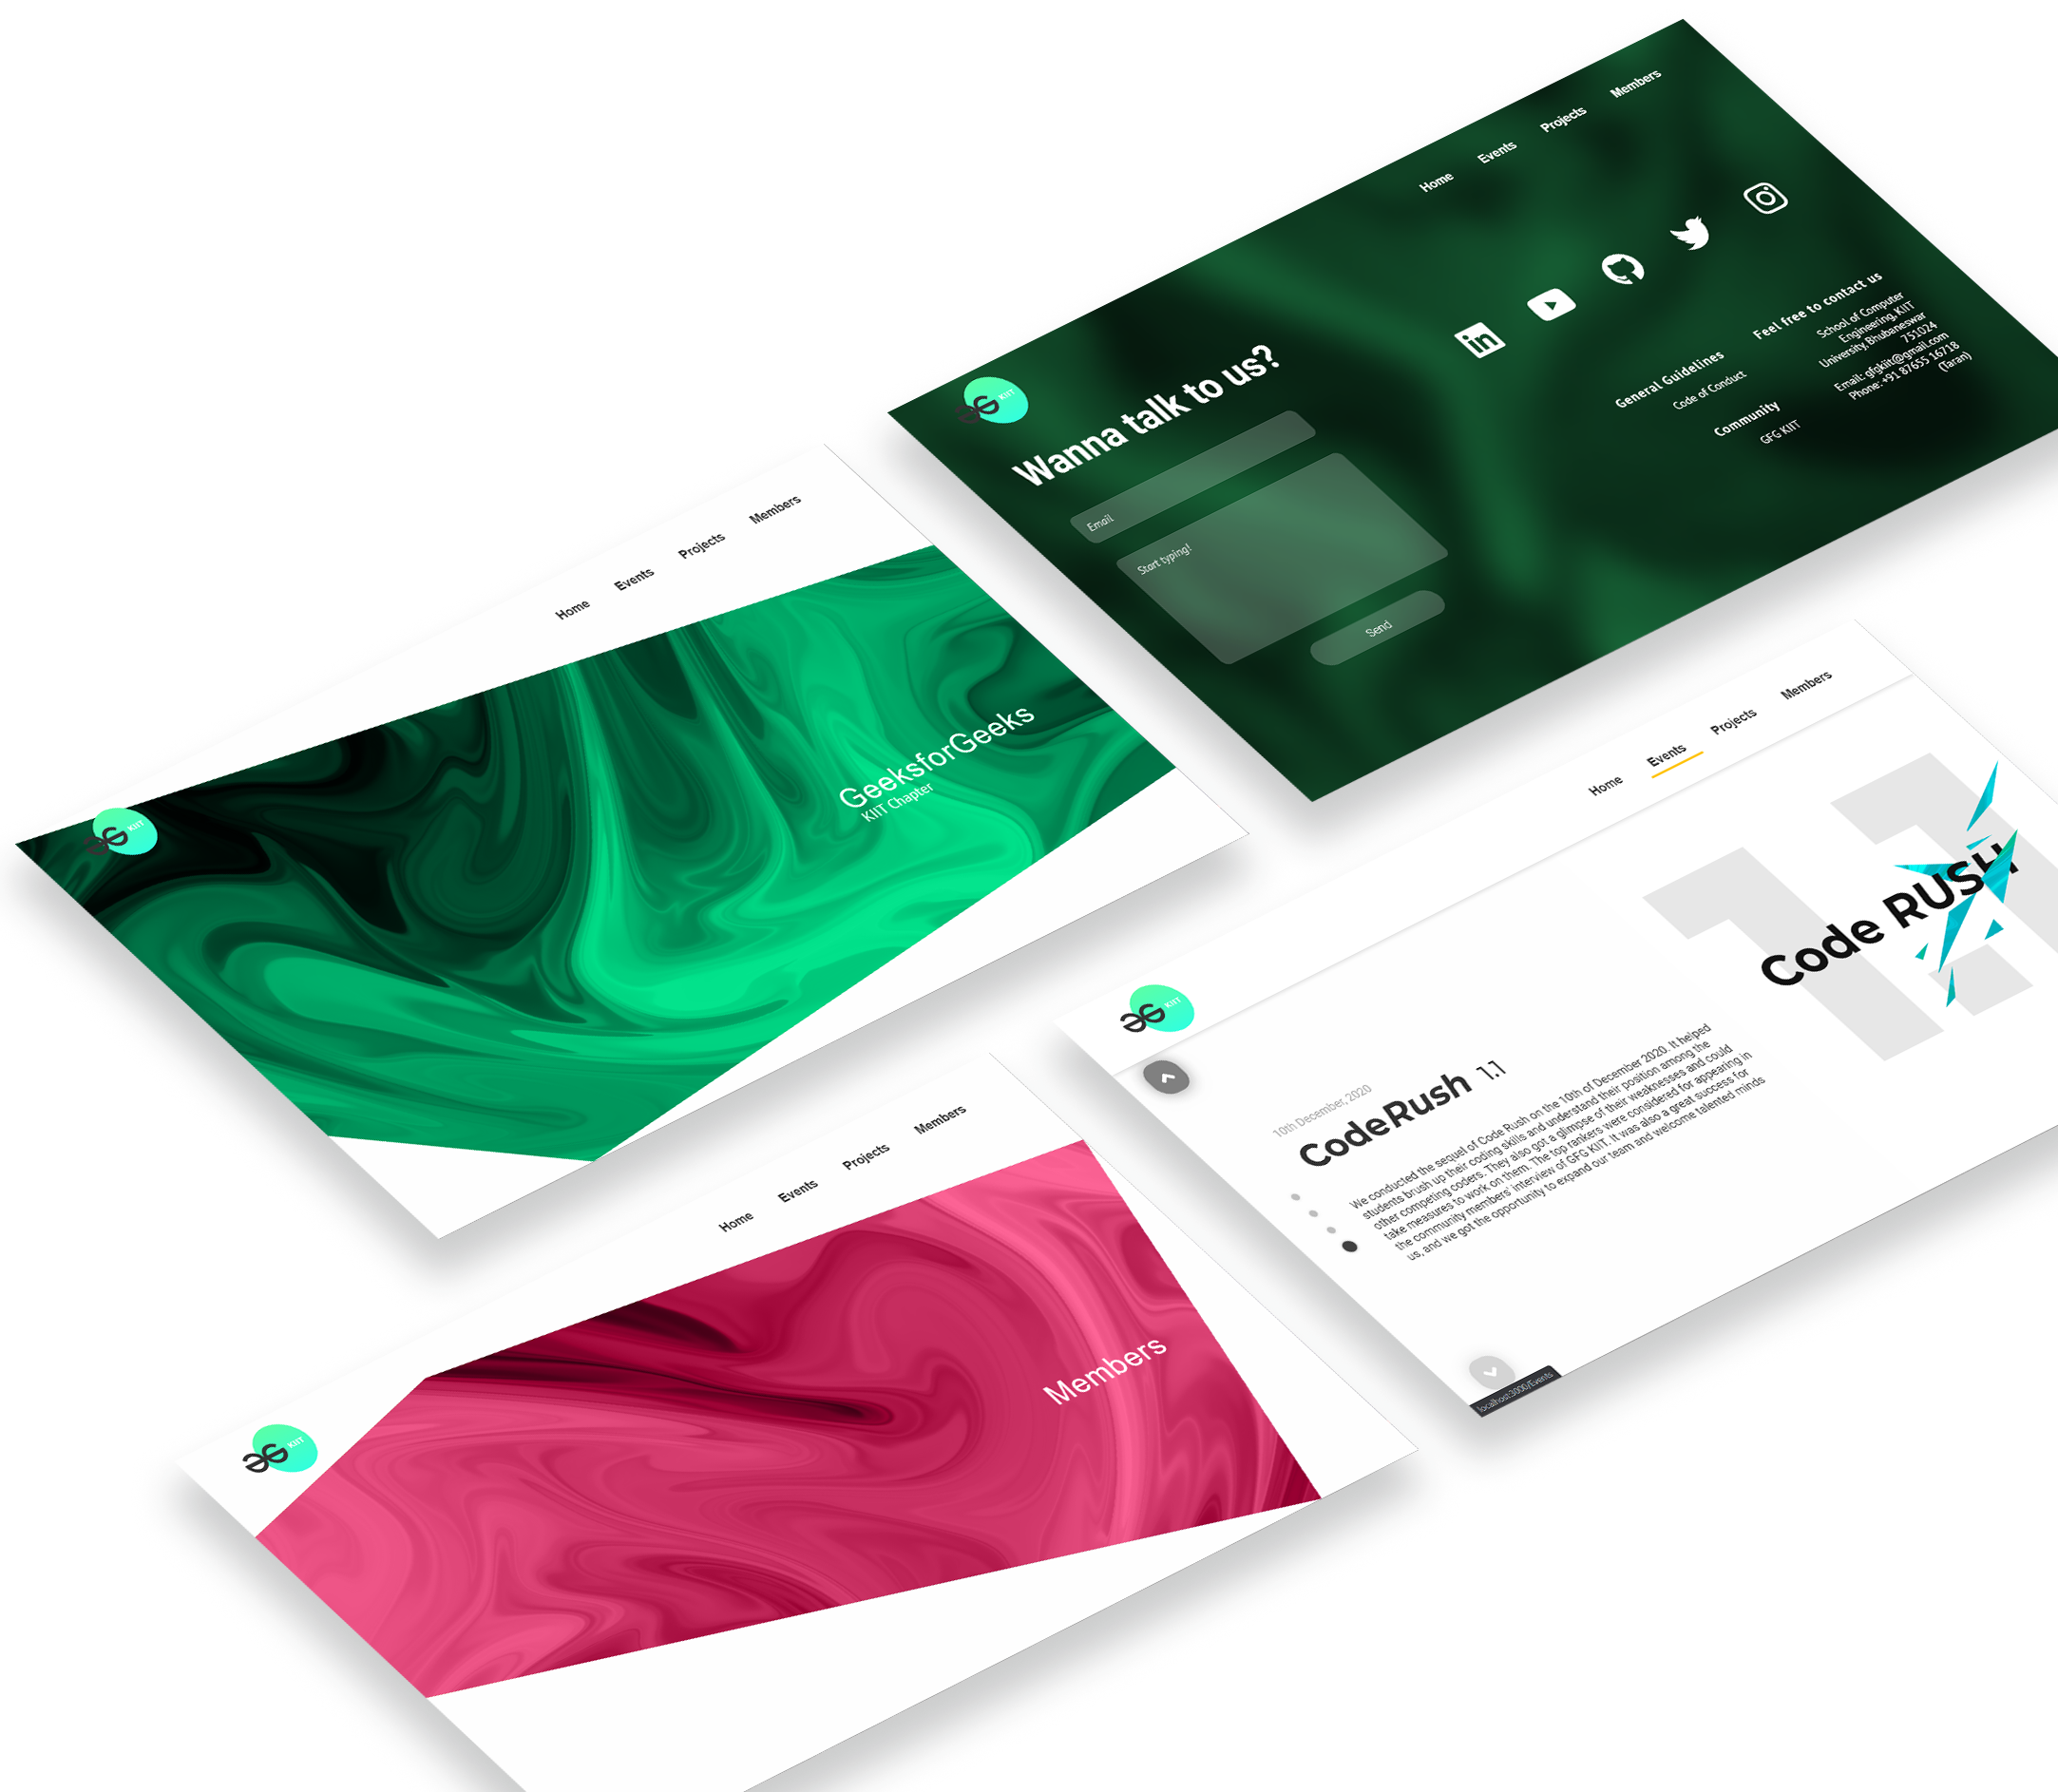 Home Events Projects Members
KIIT
Wanna talk to us?
Email
Start typing!
Send
in
General Guidelines
Code of Conduct
Community
GFG KIIT
Feel free to contact us
School of Computer
Engineering, KIIT
University, Bhubaneswar
751024
Email: gfgkiit@gmail.com
Phone: +91 87655 16718
(Taran)
Home Events Projects Members
KIIT
GeeksforGeeks
KIIT Chapter
Home Events Projects Members
KIIT
10th December, 2020
CodeRush 1.1
We conducted the sequel of Code Rush on the 10th of December 2020. It helped
students brush up their coding skills and understand their position among the
other competing coders. They also got a glimpse of their weaknesses and could
take measures to work on them. The top rankers were considered for appearing in
the community members' interview of GFG KIIT. It was also a great success for
us, and we got the opportunity to expand our team and welcome talented minds
1.1
Code RUSH
localhost:3000/Events
Home Events Projects Members
KIIT
Members